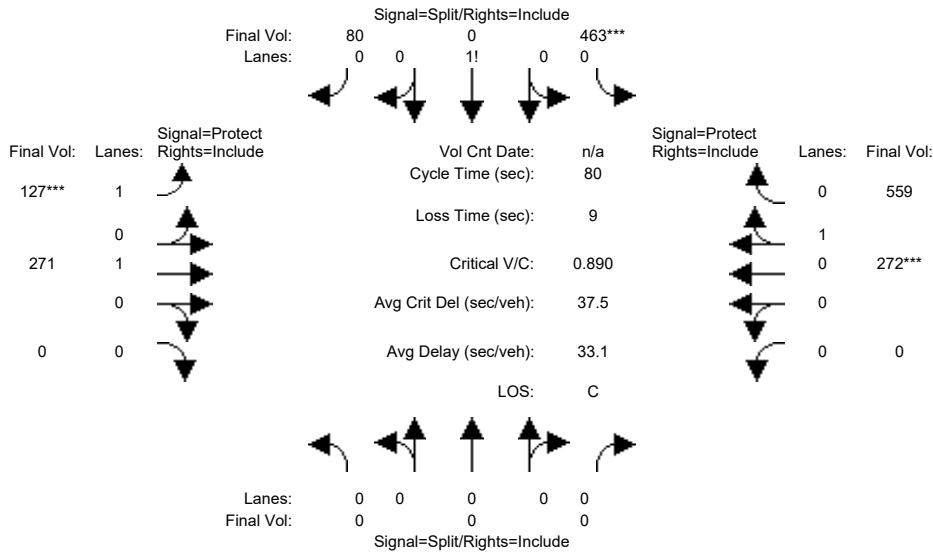 Signal=Split/Rights=Include
Final Vol: 80 0 463***
Lanes: 0 0 1! 0 0
Signal=Protect
Final Vol: Lanes: Rights=Include
Vol Cnt Date: n/a
Signal=Protect
Rights=Include Lanes: Final Vol:
Cycle Time (sec): 80
127*** 1
0 559
Loss Time (sec): 9
0
1
271 1
Critical V/C: 0.890
0 272***
0
Avg Crit Del (sec/veh): 37.5
0
0 0
Avg Delay (sec/veh): 33.1
0 0
LOS: C
Lanes: 0 0 0 0 0
Final Vol: 0 0 0
Signal=Split/Rights=Include